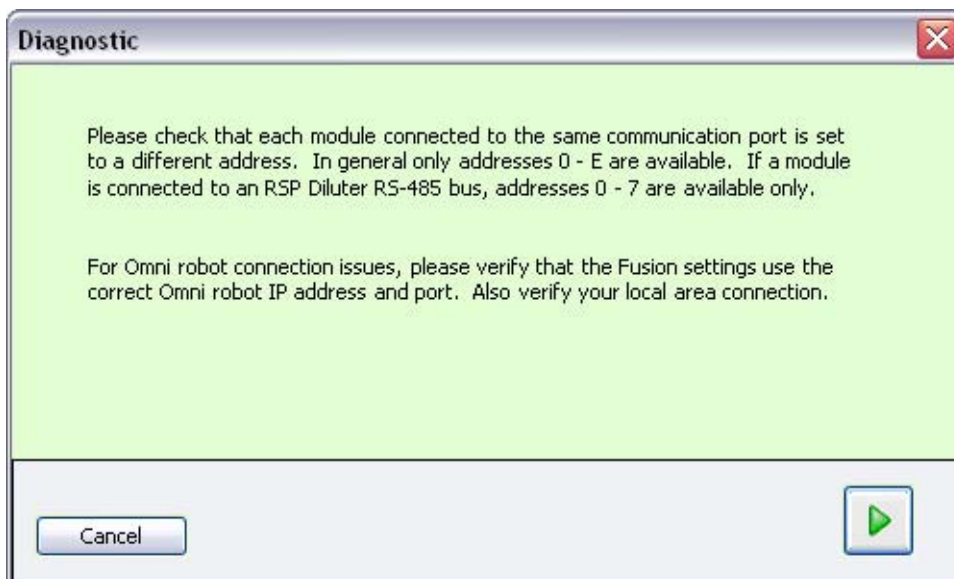 Diagnostic
Please check that each module connected to the same communication port is set
to a different address.  In general only addresses 0 - E are available.  If a module
is connected to an RSP Diluter RS-485 bus, addresses 0 - 7 are available only.
For Omni robot connection issues, please verify that the Fusion settings use the
correct Omni robot IP address and port.  Also verify your local area connection.
Cancel